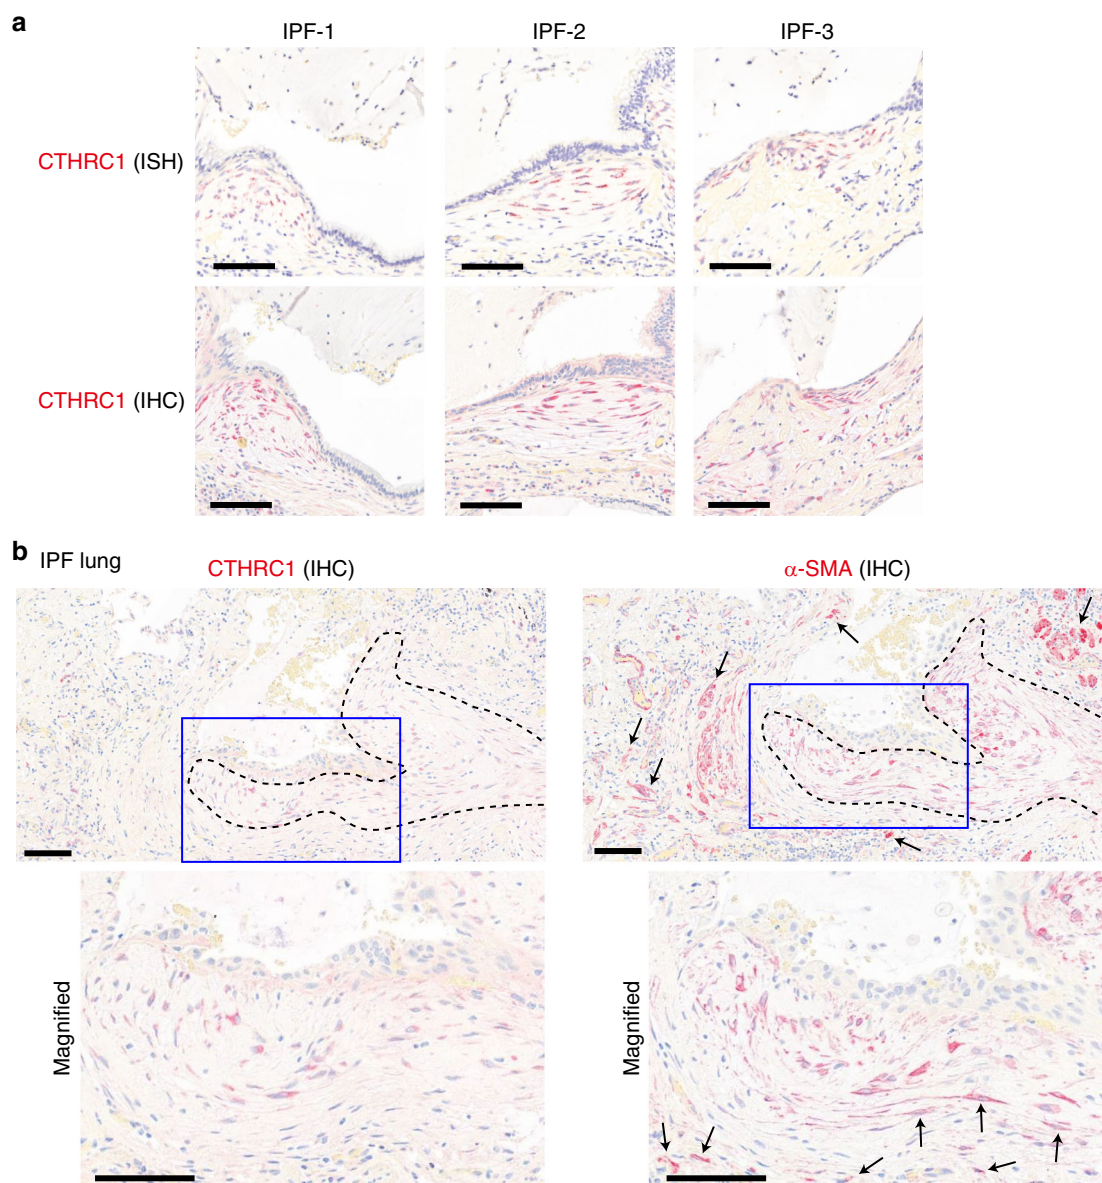 a
IPF-1 IPF-2 IPF-3
CTHRC1 (ISH)
CTHRC1 (IHC)
b
IPF lung
CTHRC1 (IHC) α-SMA (IHC)
Magnified
Magnified